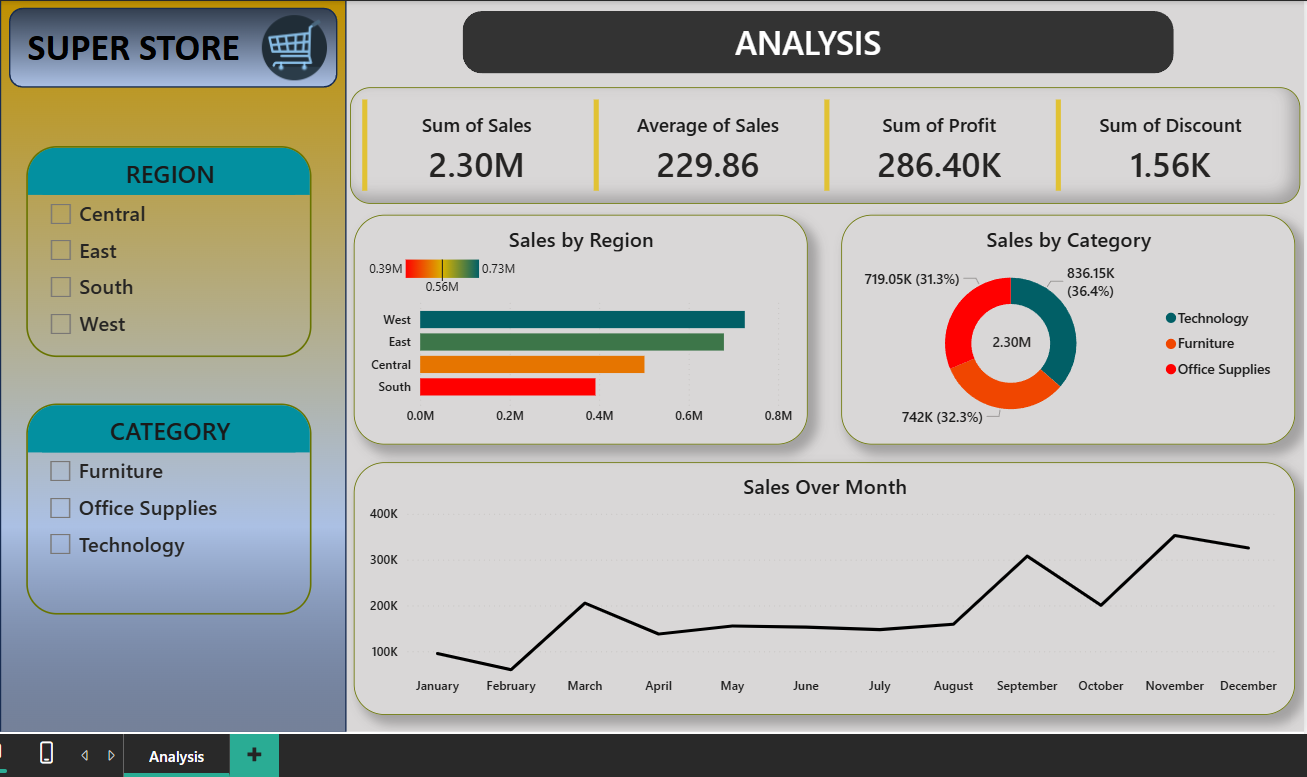 SUPER STORE
ANALYSIS
REGION
Central
East
South
West
CATEGORY
Furniture
Office Supplies
Technology
Sum of Sales
2.30M
Average of Sales
229.86
Sum of Profit
286.40K
Sum of Discount
1.56K
Sales by Region
0.39M 0.73M
0.56M
West
East
Central
South
0.0M 0.2M 0.4M 0.6M 0.8M
Sales by Category
719.05K (31.3%)
836.15K
(36.4%)
2.30M
742K (32.3%)
Technology
Furniture
Office Supplies
Sales Over Month
400K
300K
200K
100K
January February March April May June July August September October November December
Analysis
+